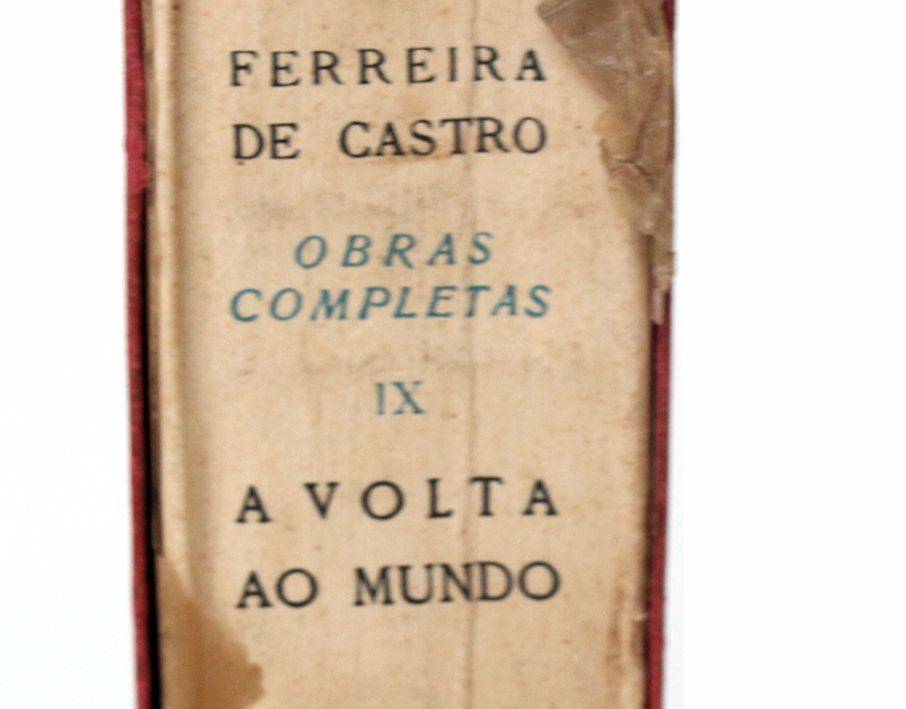 FERREIRA
DE CASTRO
OBRAS
COMPLETAS
IX
A VOLTA
AO MUNDO